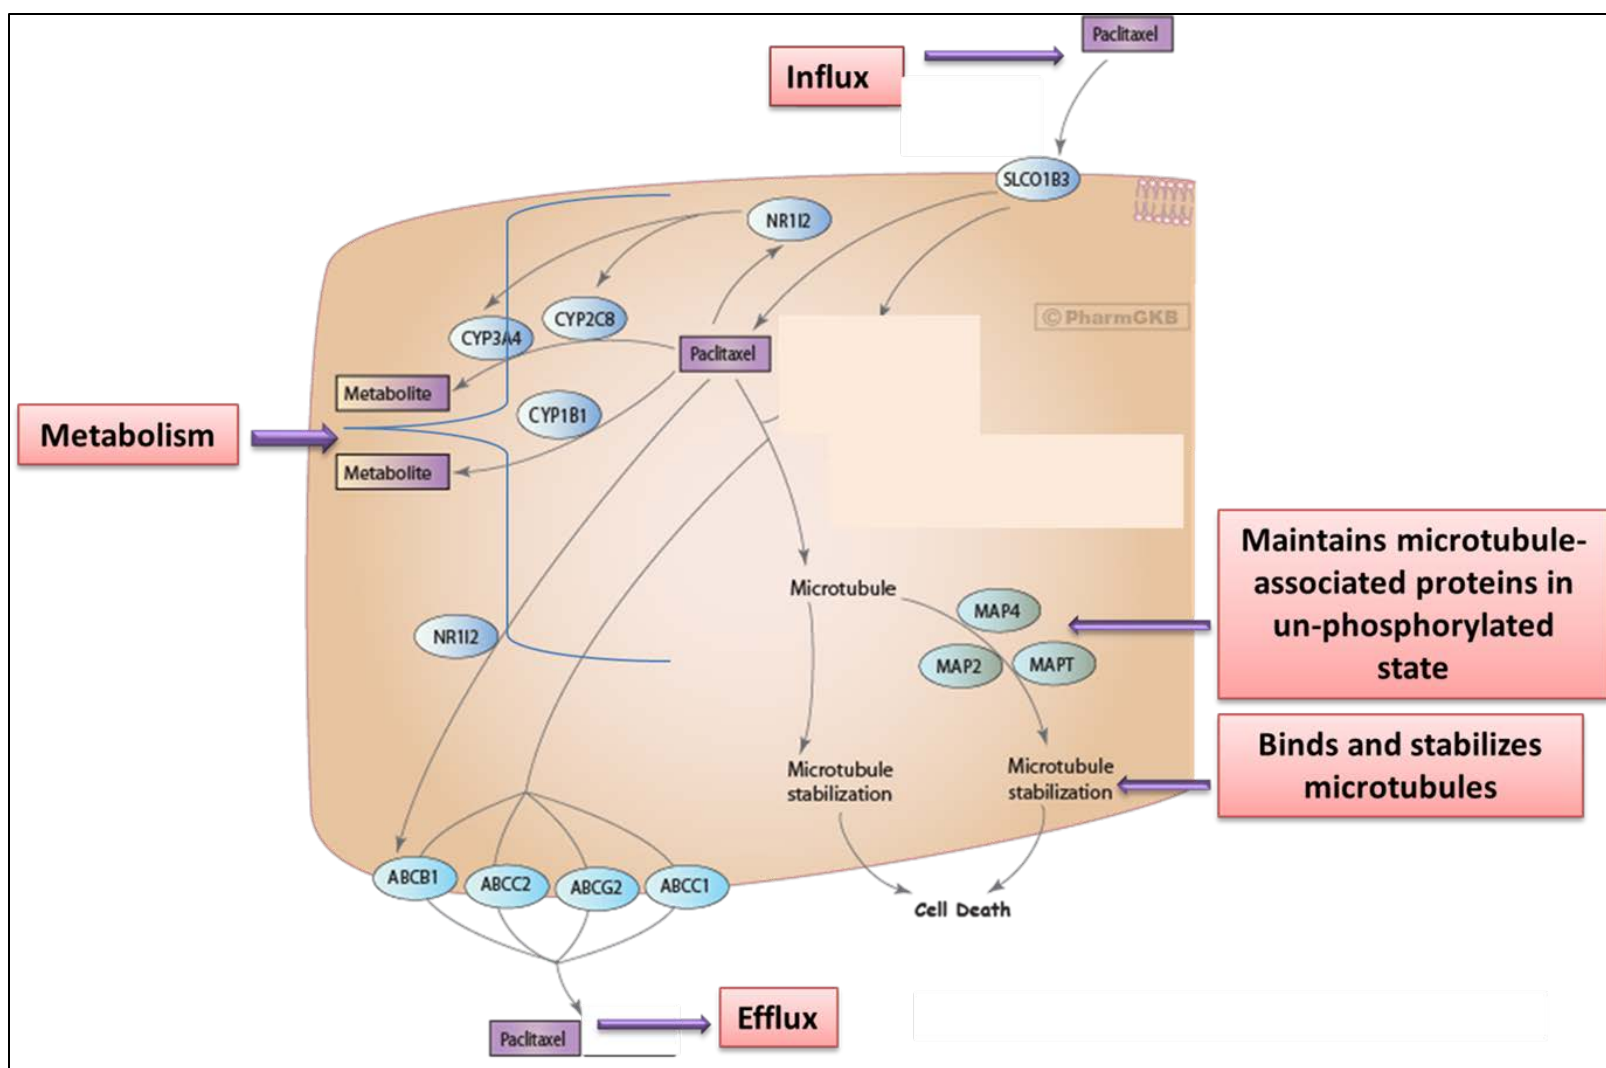 Paclitaxel
Influx
SLCO1B3
NR1I2
CYP2C8
CYP3A4
©PharmGKB
Paclitaxel
Metabolite
CYP1B1
Metabolism
Metabolite
Maintains microtubule-
associated proteins in
un-phosphorylated
state
Microtubule
MAP4
NR1I2
MAP2
MAPT
Binds and stabilizes
microtubules
Microtubule
stabilization
Microtubule
stabilization
ABCB1
ABCC2
ABCG2
ABCC1
Cell Death
Efflux
Paclitaxel